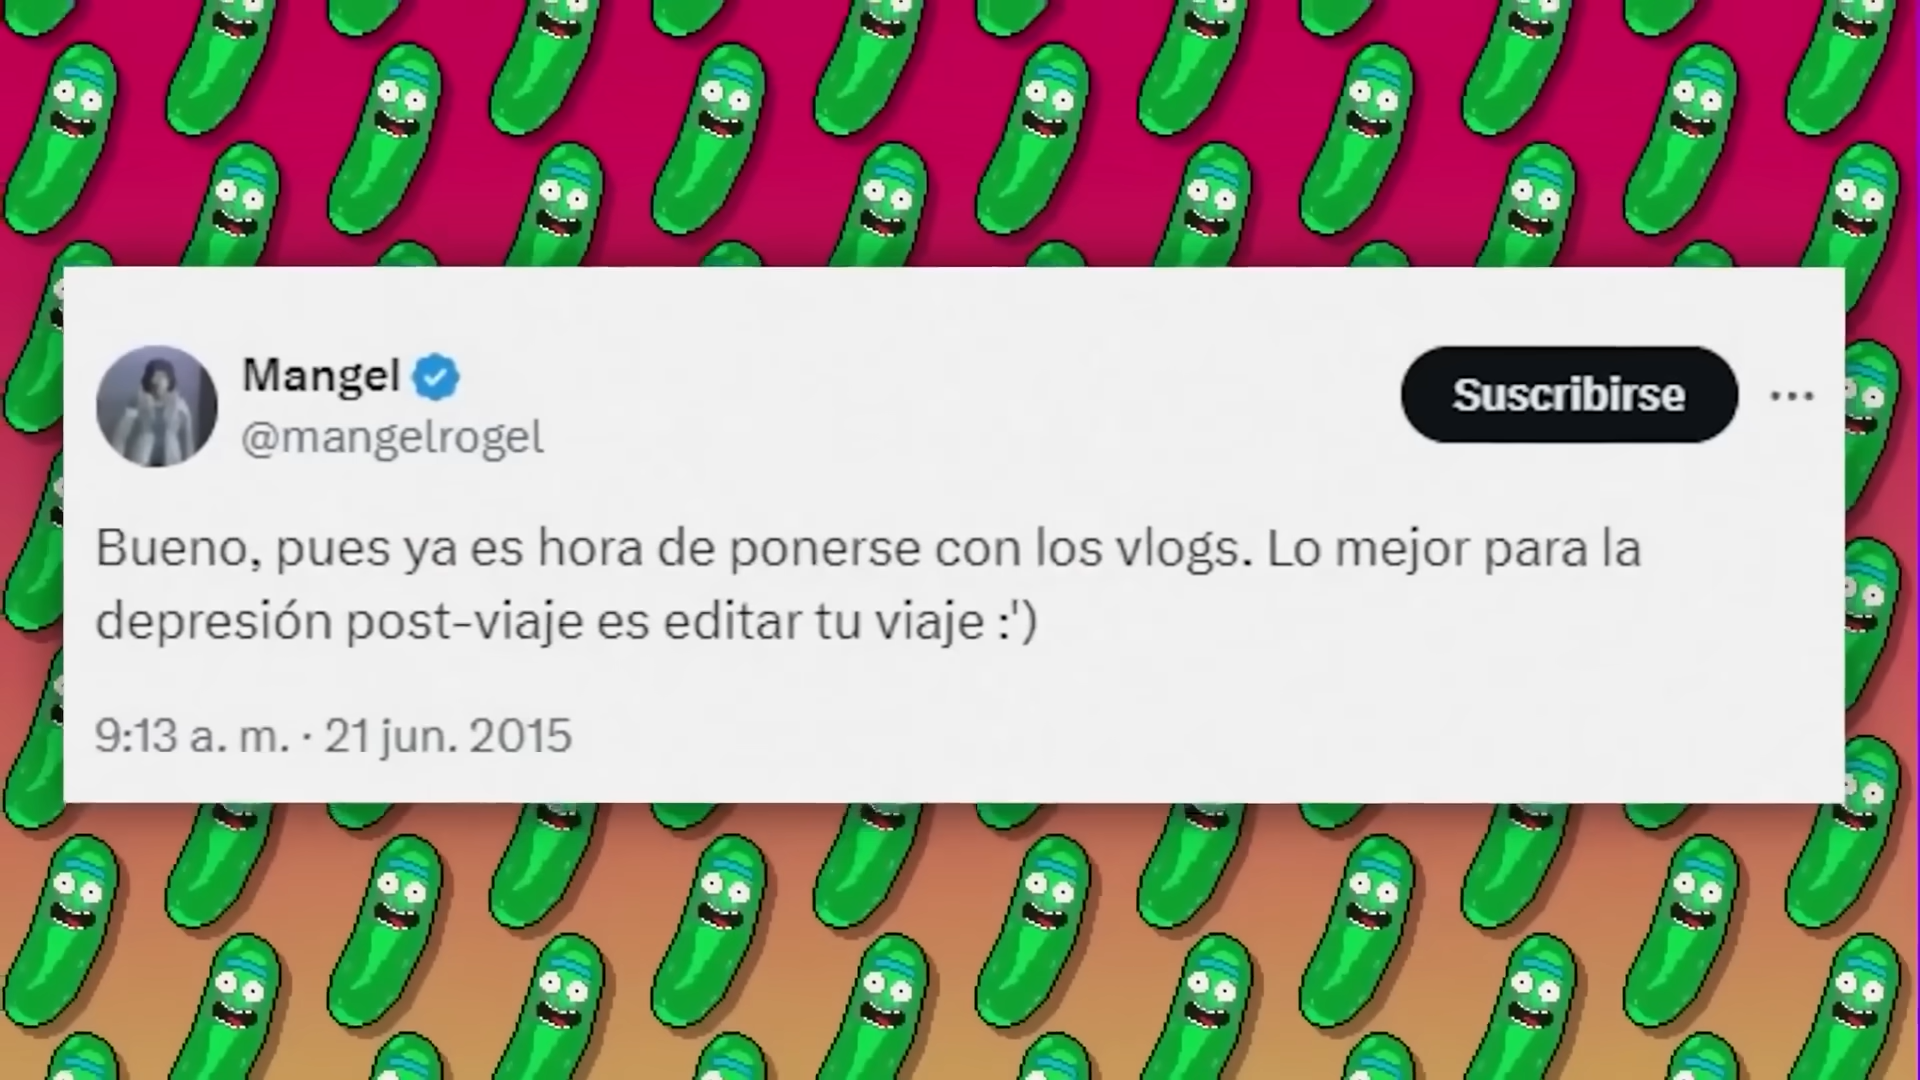 Mangel
@mangelrogel
Suscribirse
Bueno, pues ya es hora de ponerse con los vlogs. Lo mejor para la
depresión post-viaje es editar tu viaje :')
9:13 a. m. · 21 jun. 2015